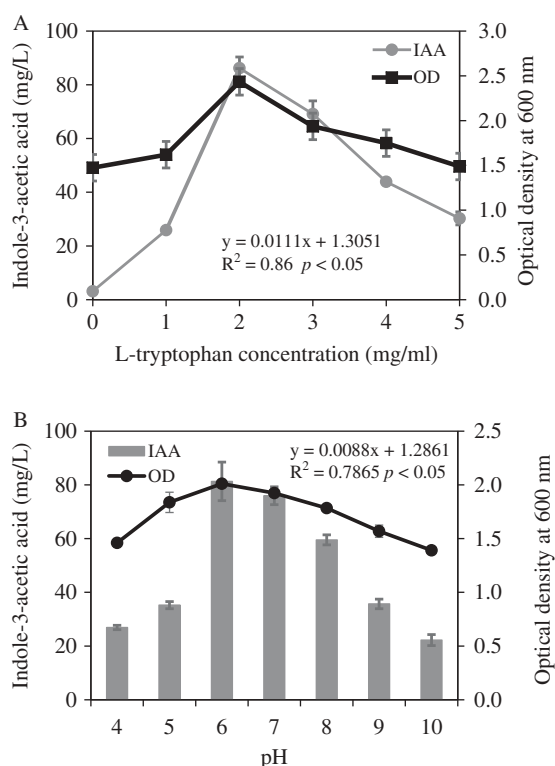 A
Indole-3-acetic acid (mg/L)
100
80
60
40
20
0
IAA
OD
y = 0.0111x + 1.3051
R² = 0.86 p < 0.05
3.0
2.5
2.0
1.5
1.0
0.5
0.0
Optical density at 600 nm
0 1 2 3 4 5
L-tryptophan concentration (mg/ml)
B
Indole-3-acetic acid (mg/L)
100
80
60
40
20
0
IAA
OD
y = 0.0088x + 1.2861
R² = 0.7865 p < 0.05
2.5
2.0
1.5
1.0
0.5
0.0
Optical density at 600 nm
4 5 6 7 8 9 10
pH